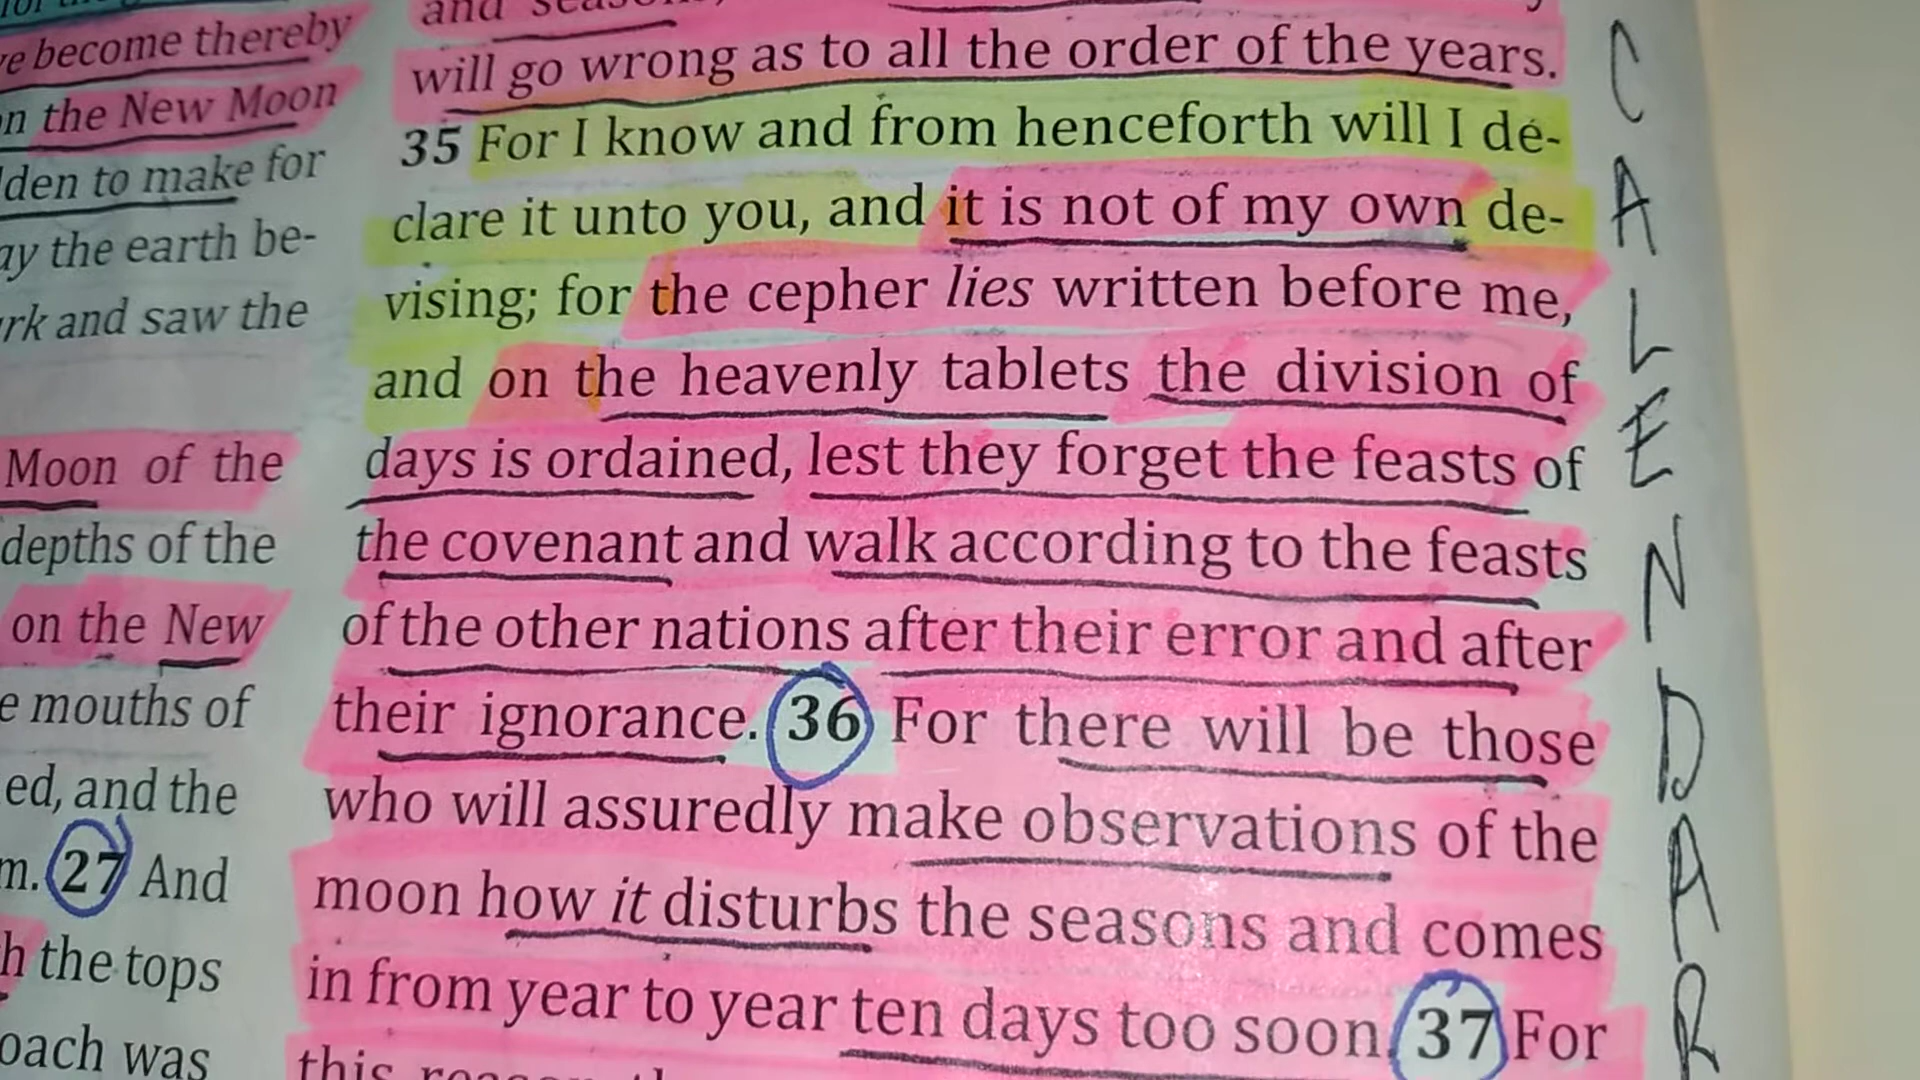 become thereby
the New Moon
den to make for
the earth be-
and saw the
Moon of the
depths of the
on the New
mouths of
ed, and the
27 And
the tops
was
and
will go wrong as to all the order of the years.
35 For I know and from henceforth will I de-
clare it unto you, and it is not of my own de-
vising; for the cepher lies written before me,
and on the heavenly tablets the division of
days is ordained, lest they forget the feasts of
the covenant and walk according to the feasts
of the other nations after their error and after
their ignorance. 36 For there will be those
who will assuredly make observations of the
moon how it disturbs the seasons and comes
in from year to year ten days too soon. 37 For
this
CALENDAR